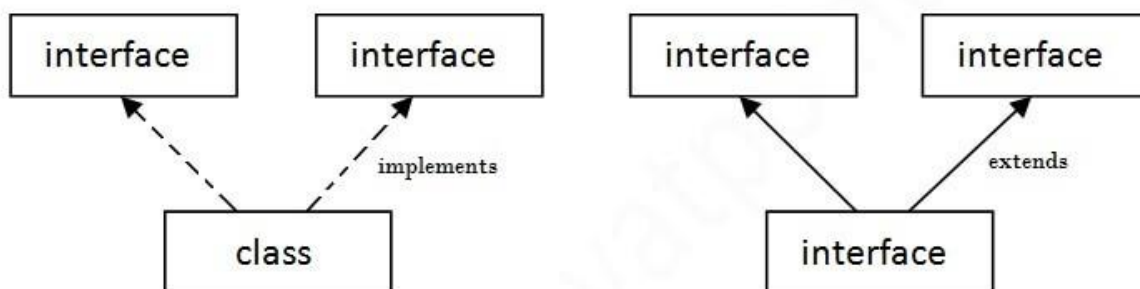 interface
interface
interface
interface
implements
extends
class
interface